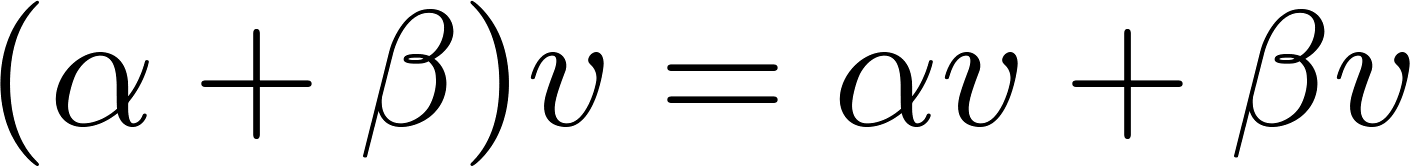 (α + β)v = αv + βv